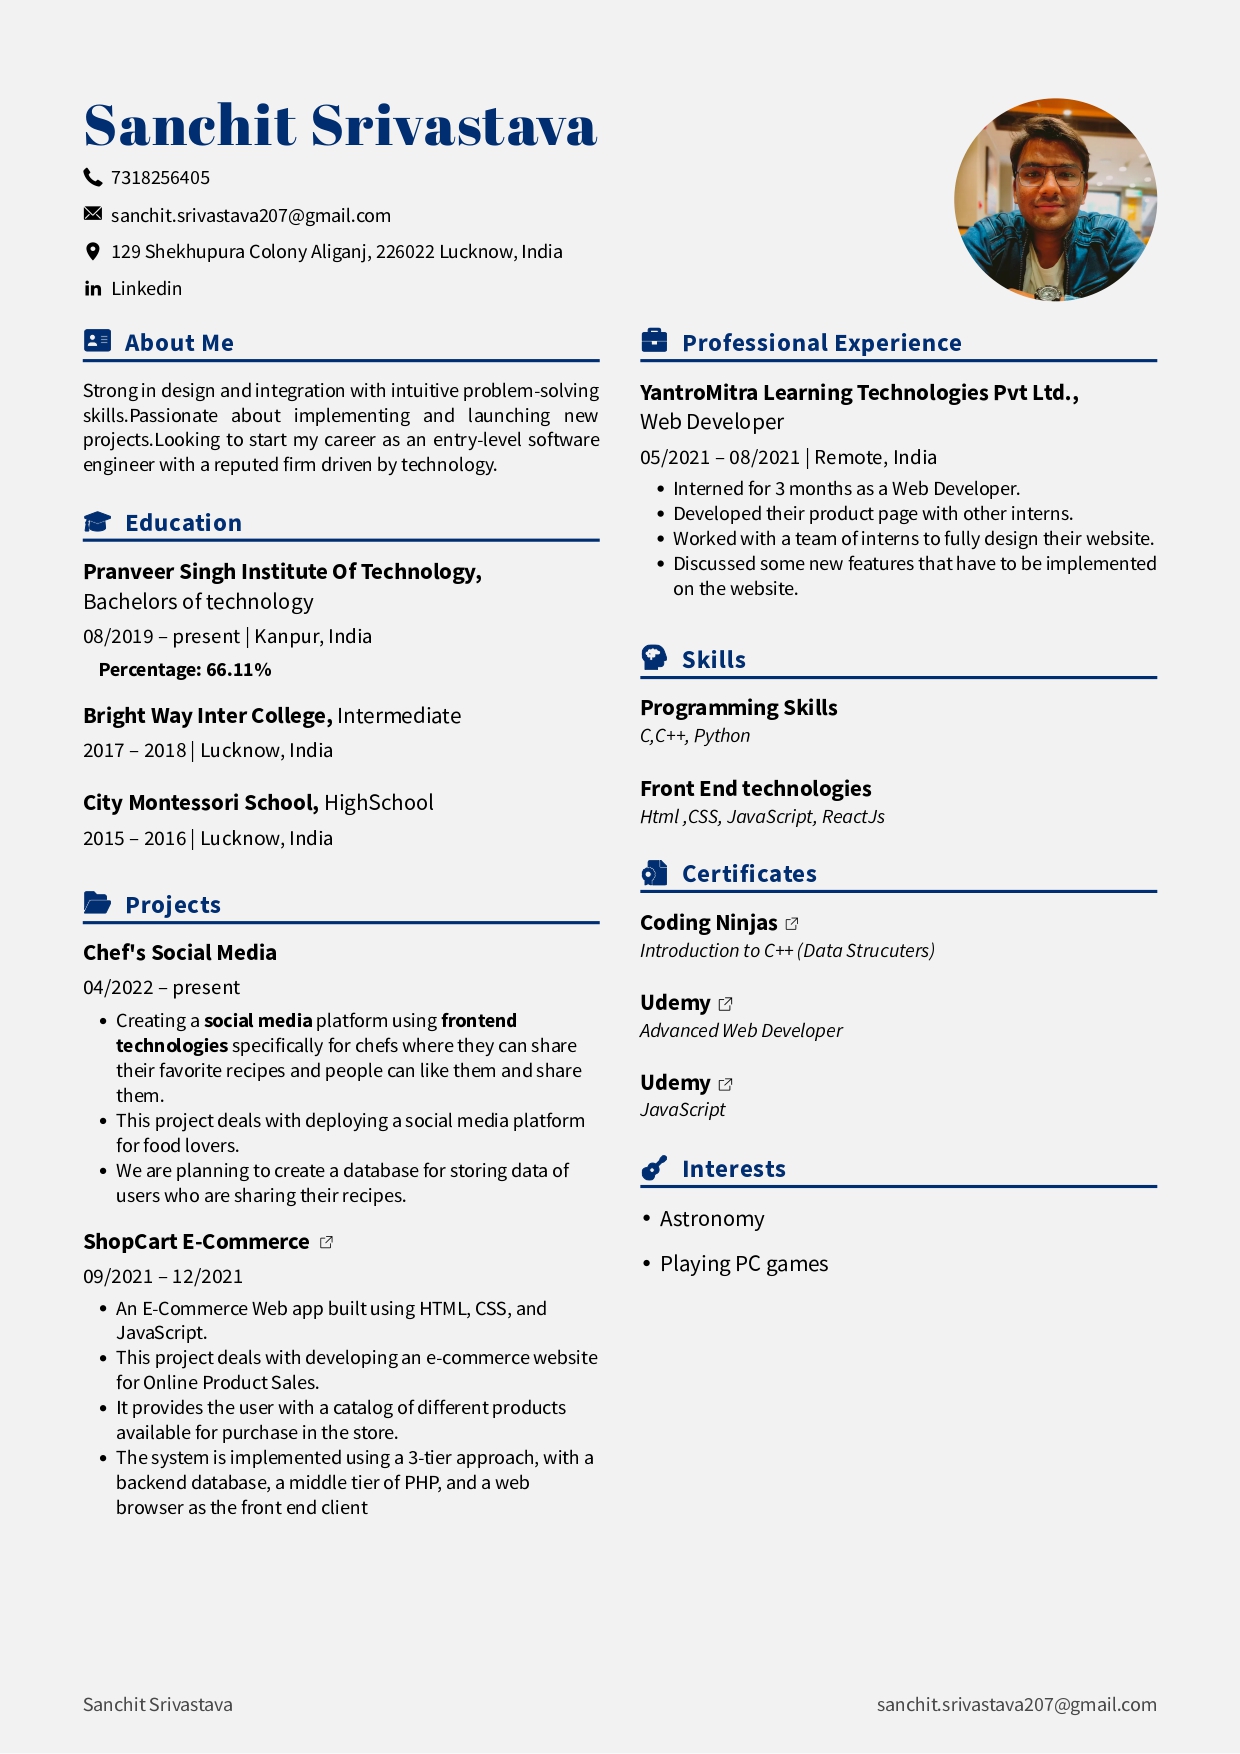 Sanchit Srivastava
7318256405
sanchit.srivastava207@gmail.com
129 Shekhupura Colony Aliganj, 226022 Lucknow, India
Linkedin
About Me
Strong in design and integration with intuitive problem-solving
skills.Passionate about implementing and launching new
projects.Looking to start my career as an entry-level software
engineer with a reputed firm driven by technology.
Education
Pranveer Singh Institute Of Technology,
Bachelors of technology
08/2019 – present | Kanpur, India
Percentage: 66.11%
Bright Way Inter College, Intermediate
2017 – 2018 | Lucknow, India
City Montessori School, HighSchool
2015 – 2016 | Lucknow, India
Projects
Chef's Social Media
04/2022 – present
• Creating a social media platform using frontend
technologies specifically for chefs where they can share
their favorite recipes and people can like them and share
them.
• This project deals with deploying a social media platform
for food lovers.
• We are planning to create a database for storing data of
users who are sharing their recipes.
ShopCart E-Commerce
09/2021 – 12/2021
• An E-Commerce Web app built using HTML, CSS, and
JavaScript.
• This project deals with developing an e-commerce website
for Online Product Sales.
• It provides the user with a catalog of different products
available for purchase in the store.
• The system is implemented using a 3-tier approach, with a
backend database, a middle tier of PHP, and a web
browser as the front end client
Professional Experience
YantroMitra Learning Technologies Pvt Ltd.,
Web Developer
05/2021 – 08/2021 | Remote, India
• Interned for 3 months as a Web Developer.
• Developed their product page with other interns.
• Worked with a team of interns to fully design their website.
• Discussed some new features that have to be implemented
on the website.
Skills
Programming Skills
C,C++, Python
Front End technologies
Html ,CSS, JavaScript, ReactJs
Certificates
Coding Ninjas
Introduction to C++ (Data Strucuters)
Udemy
Advanced Web Developer
Udemy
JavaScript
Interests
• Astronomy
• Playing PC games
Sanchit Srivastava
sanchit.srivastava207@gmail.com